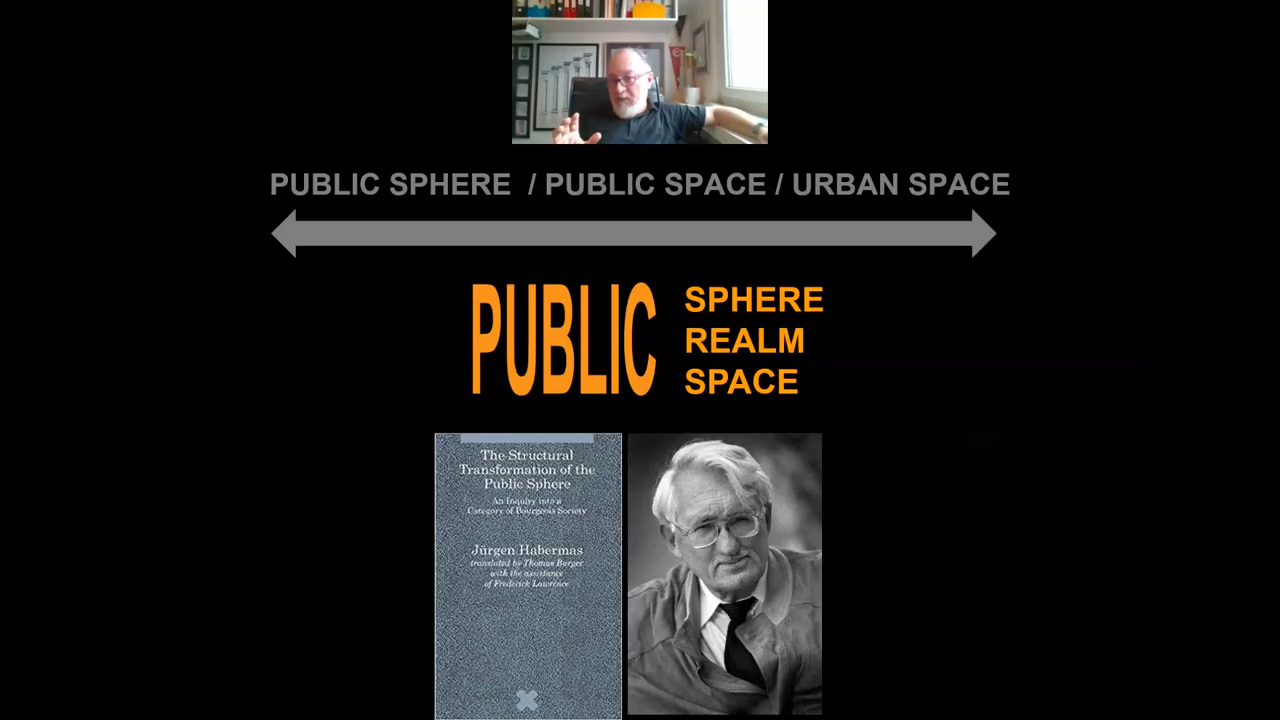 PUBLIC SPHERE / PUBLIC SPACE / URBAN SPACE
PUBLIC
SPHERE
REALM
SPACE
The Structural
Transformation of the
Public Sphere
An Inquiry into a
Category of Bourgeois Society
Jürgen Habermas
translated by Thomas Burger
with the assistance
of Frederick Lawrence